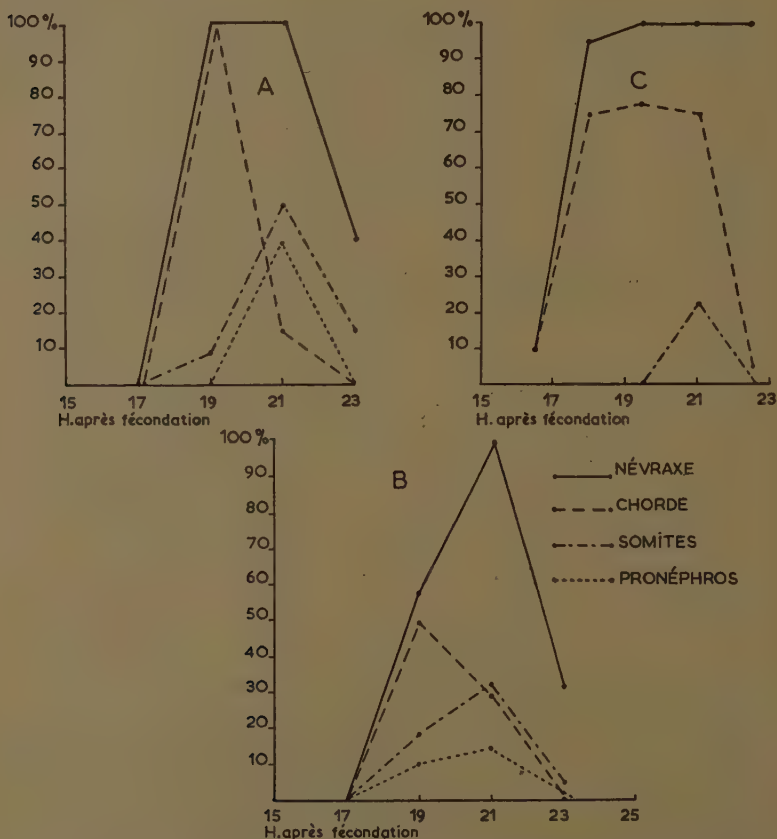 100%
90
80
70
60
50
40
30
20
10
A
15 17 19 21 23
H. après fécondation
100%
90
80
70
60
50
40
30
20
10
C
15 17 19 21 23
H. après fécondation
100%
90
80
70
60
50
40
30
20
10
B
NÉVRAXE
CHORDE
SOMITES
PRONÉPHROS
15 17 19 21 23 25
H. après fécondation